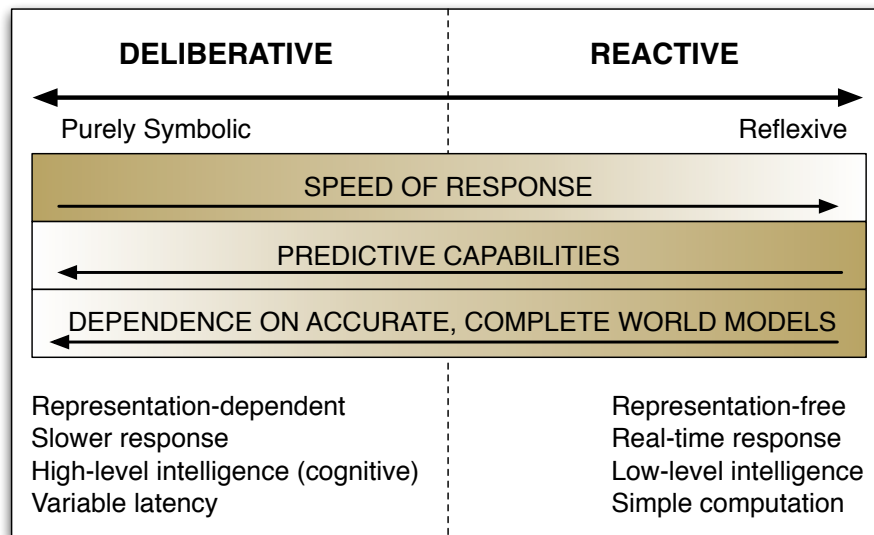 DELIBERATIVE
REACTIVE
Purely Symbolic
Reflexive
SPEED OF RESPONSE
PREDICTIVE CAPABILITIES
DEPENDENCE ON ACCURATE, COMPLETE WORLD MODELS
Representation-dependent
Slower response
High-level intelligence (cognitive)
Variable latency
Representation-free
Real-time response
Low-level intelligence
Simple computation